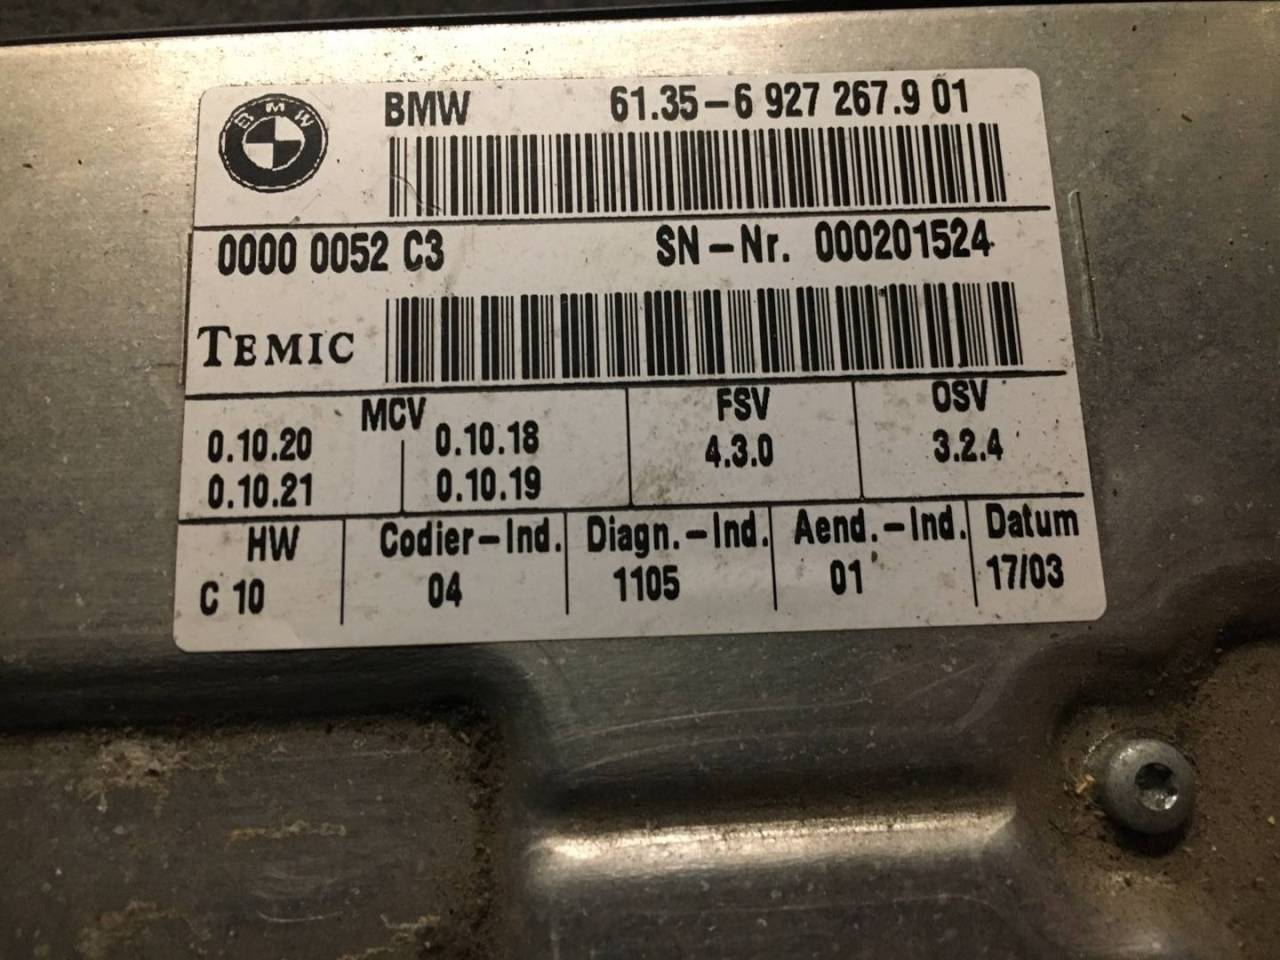 BMW
BMW 61.35-6 927 267.9 01
0000 0052 C3 SN-Nr. 000201524
TEMIC
MCV FSV OSV
0.10.20 0.10.18 4.3.0 3.2.4
0.10.21 0.10.19
HW Codier-Ind. Diagn.-Ind. Aend.-Ind. Datum
C 10 04 1105 01 17/03